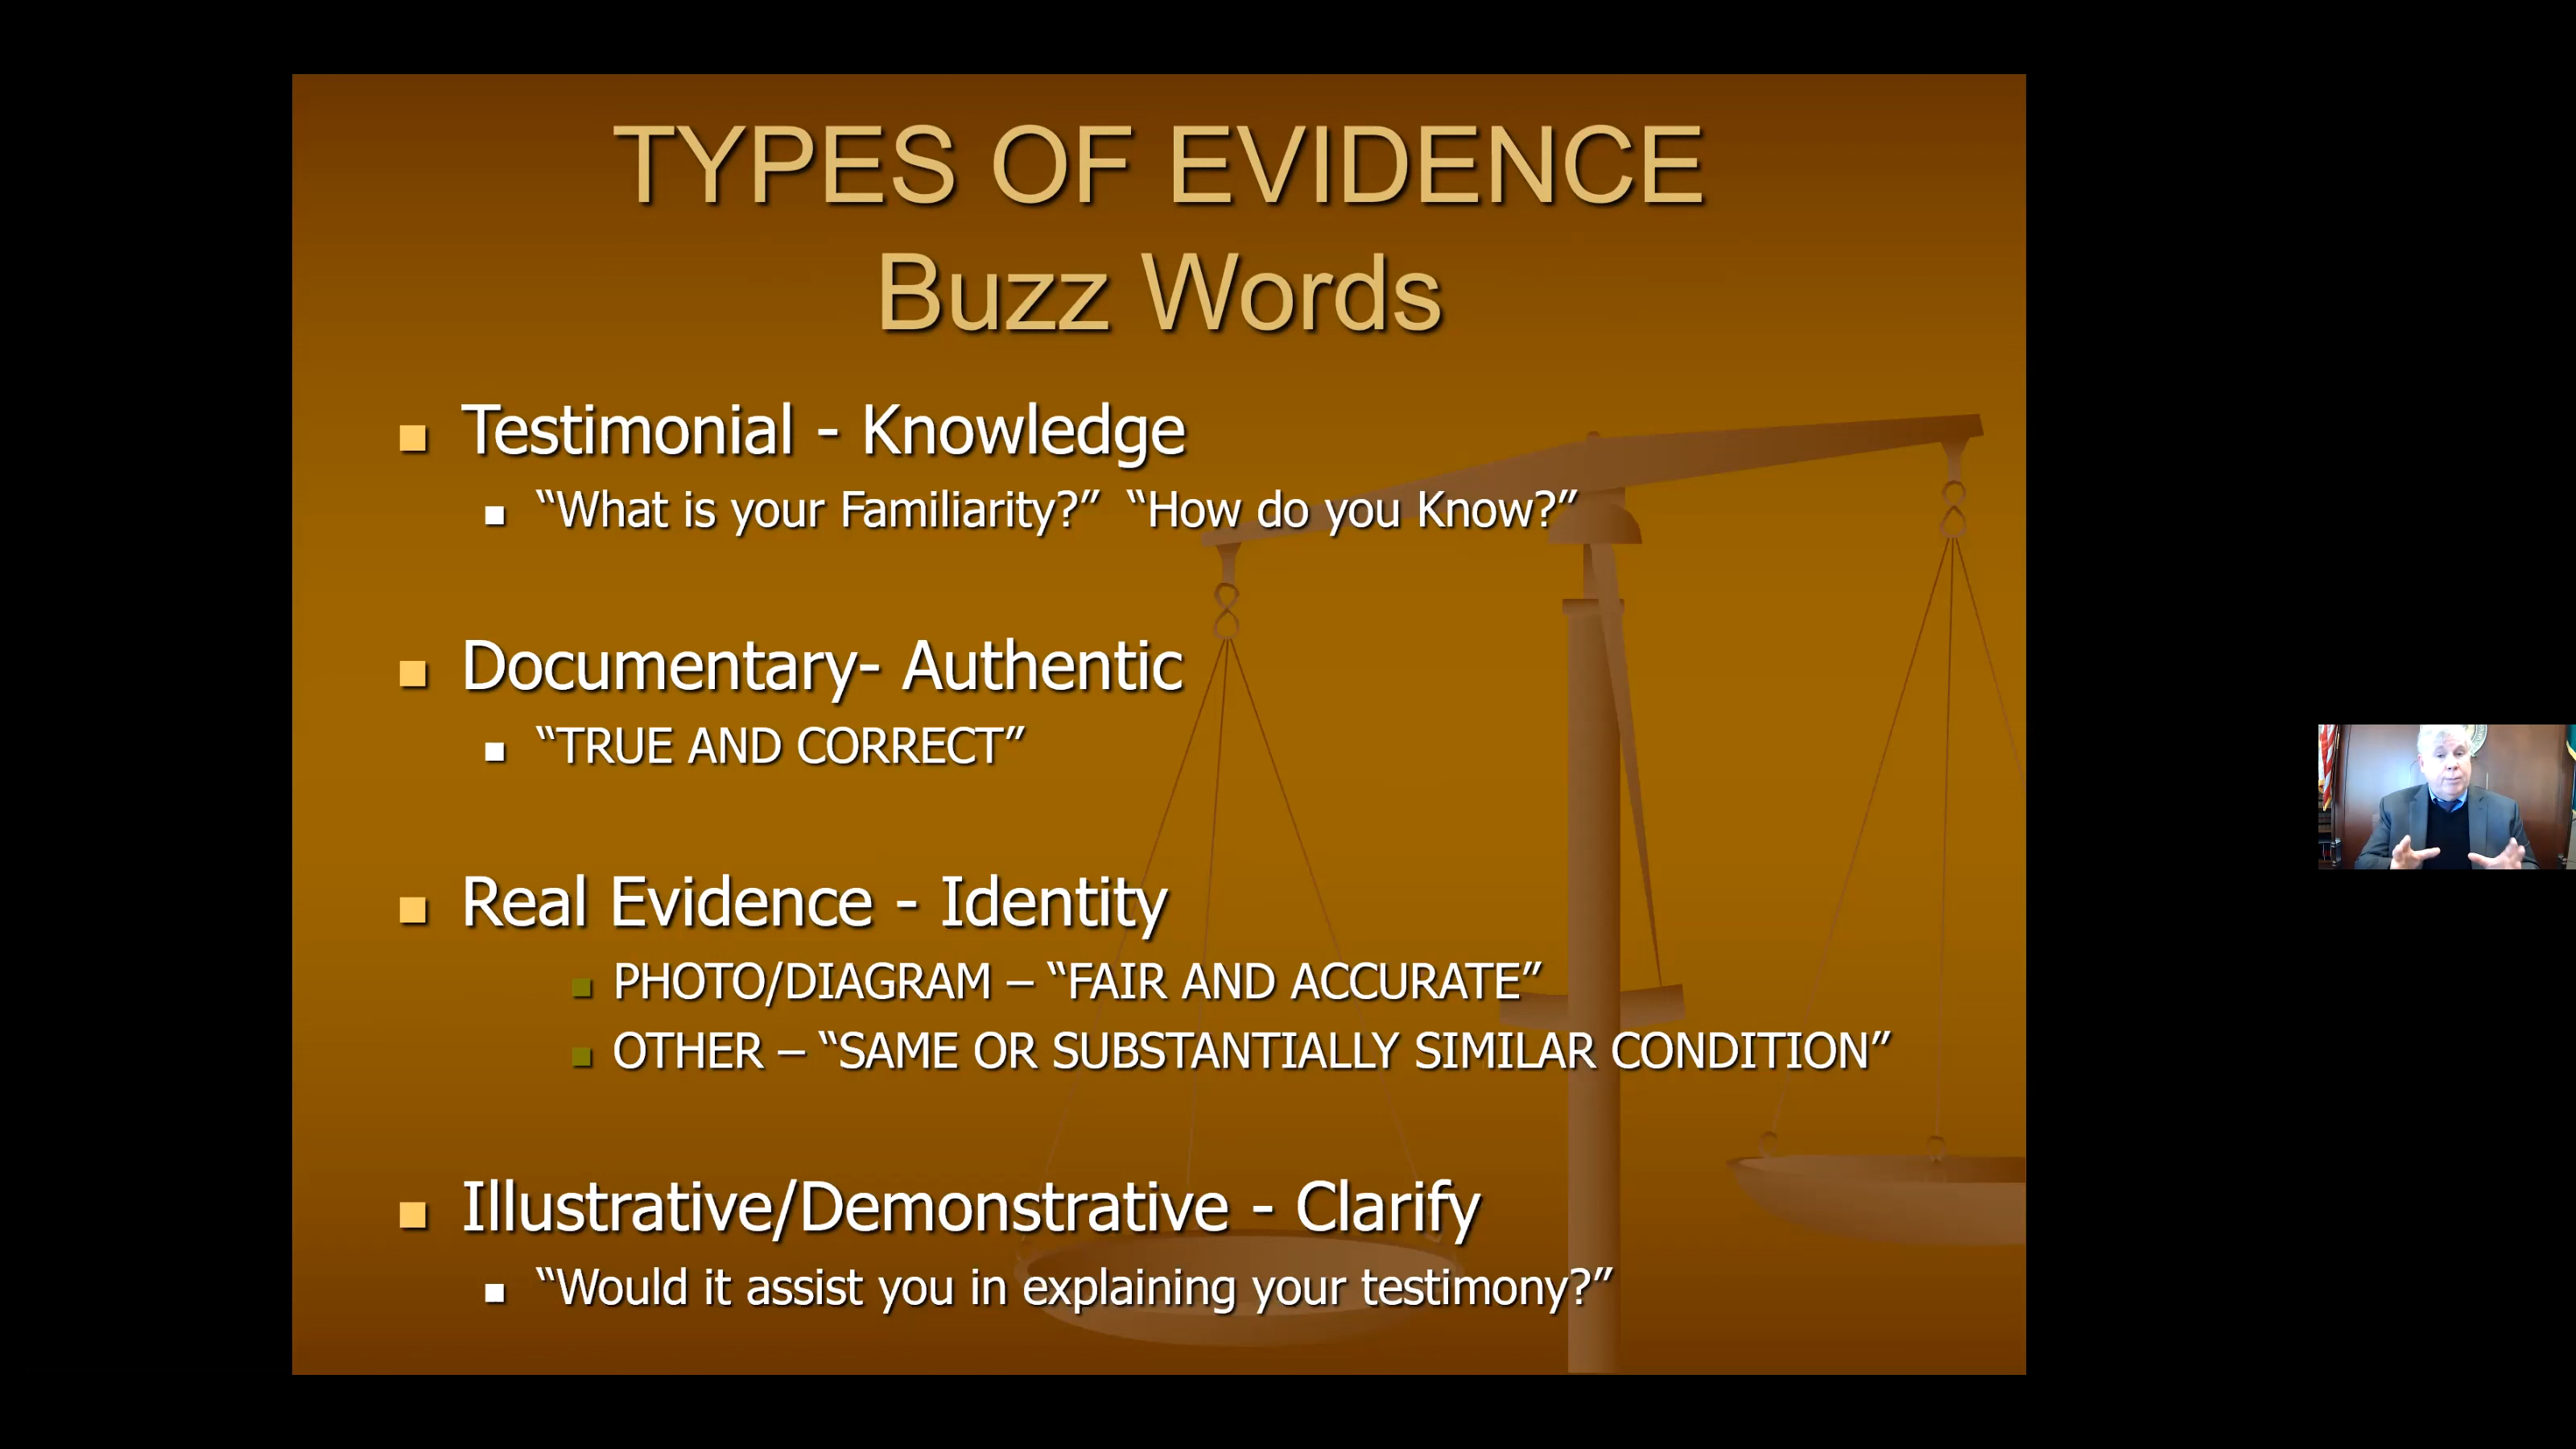 TYPES OF EVIDENCE
Buzz Words
Testimonial - Knowledge
“What is your Familiarity?” “How do you Know?”
Documentary- Authentic
“TRUE AND CORRECT”
Real Evidence - Identity
PHOTO/DIAGRAM – “FAIR AND ACCURATE”
OTHER – “SAME OR SUBSTANTIALLY SIMILAR CONDITION”
Illustrative/Demonstrative - Clarify
“Would it assist you in explaining your testimony?”